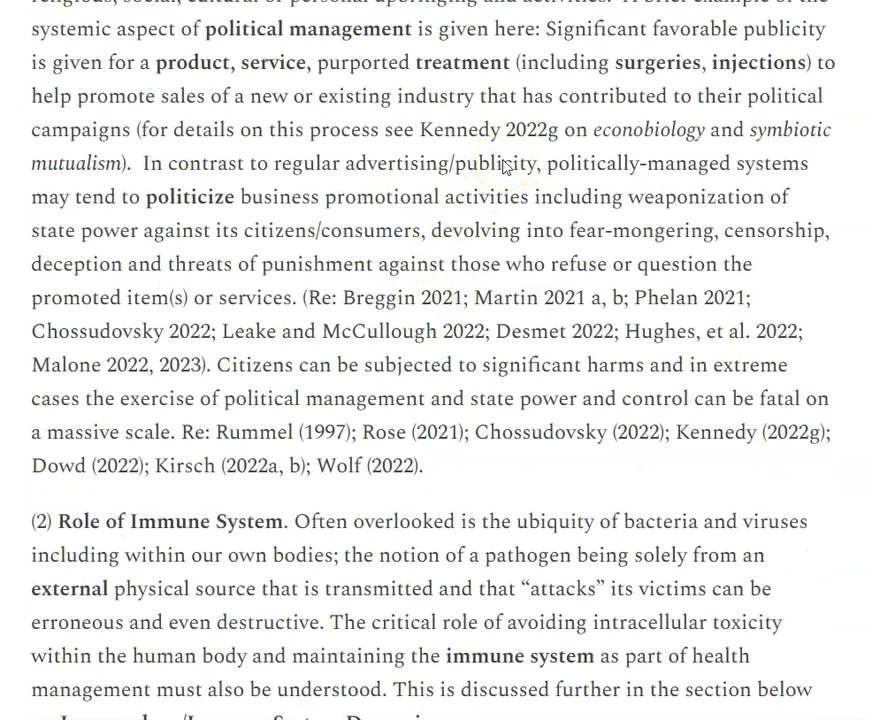 systemic aspect of political management is given here: Significant favorable publicity
is given for a product, service, purported treatment (including surgeries, injections) to
help promote sales of a new or existing industry that has contributed to their political
campaigns (for details on this process see Kennedy 2022g on econobiology and symbiotic
mutualism).  In contrast to regular advertising/publicity, politically-managed systems
may tend to politicize business promotional activities including weaponization of
state power against its citizens/consumers, devolving into fear-mongering, censorship,
deception and threats of punishment against those who refuse or question the
promoted item(s) or services. (Re: Breggin 2021; Martin 2021 a, b; Phelan 2021;
Chossudovsky 2022; Leake and McCullough 2022; Desmet 2022; Hughes, et al. 2022;
Malone 2022, 2023). Citizens can be subjected to significant harms and in extreme
cases the exercise of political management and state power and control can be fatal on
a massive scale. Re: Rummel (1997); Rose (2021); Chossudovsky (2022); Kennedy (2022g);
Dowd (2022); Kirsch (2022a, b); Wolf (2022).
(2) Role of Immune System. Often overlooked is the ubiquity of bacteria and viruses
including within our own bodies; the notion of a pathogen being solely from an
external physical source that is transmitted and that “attacks” its victims can be
erroneous and even destructive. The critical role of avoiding intracellular toxicity
within the human body and maintaining the immune system as part of health
management must also be understood. This is discussed further in the section below